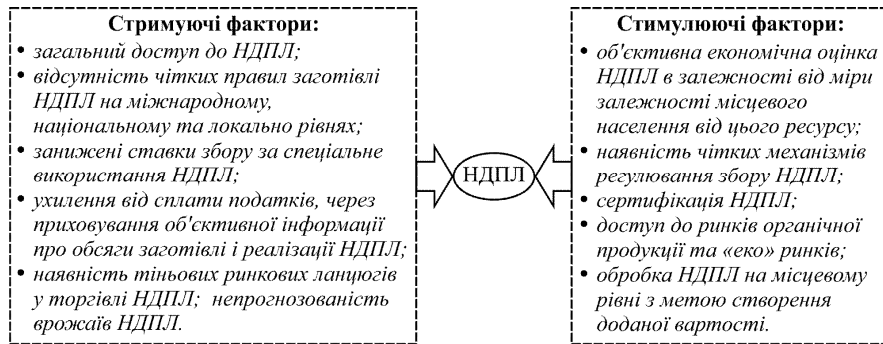 Стримуючі фактори:
• загальний доступ до НДПЛ;
• відсутність чітких правил заготівлі
НДПЛ на міжнародному,
національному та локально рівнях;
• занижені ставки збору за спеціальне
використання НДПЛ;
• ухилення від сплати податків, через
приховування об'єктивної інформації
про обсяги заготівлі і реалізації НДПЛ;
• наявність тіньових ринкових ланцюгів
у торгівлі НДПЛ; непрогнозованість
врожаїв НДПЛ.
НДПЛ
Стимулюючі фактори:
• об'єктивна економічна оцінка
НДПЛ в залежності від міри
залежності місцевого
населення від цього ресурсу;
• наявність чітких механізмів
регулювання збору НДПЛ;
• сертифікація НДПЛ;
• доступ до ринків органічної
продукції та «еко» ринків;
• обробка НДПЛ на місцевому
рівні з метою створення
доданої вартості.